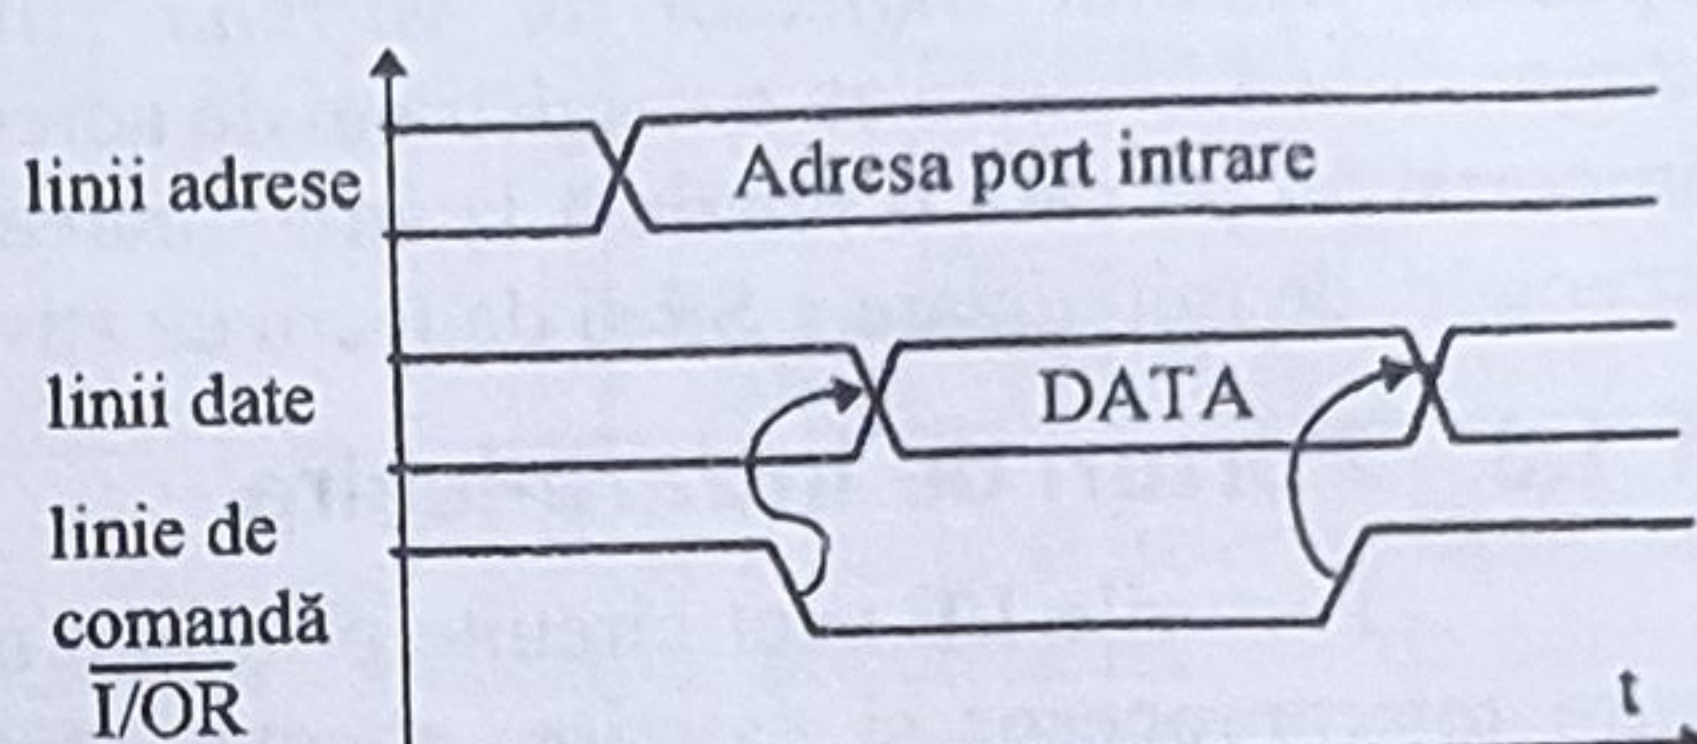 linii adrese
Adresa port intrare
linii date
DATA
linie de
comandă
I/OR
t